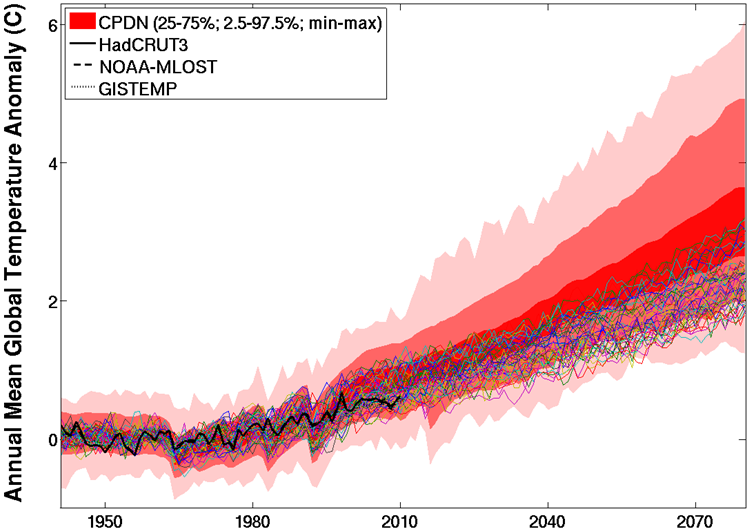 Annual Mean Global Temperature Anomaly (C)
6
4
2
0
CPDN (25-75%; 2.5-97.5%; min-max)
HadCRUT3
NOAA-MLOST
GISTEMP
1950
1980
2010
2040
2070